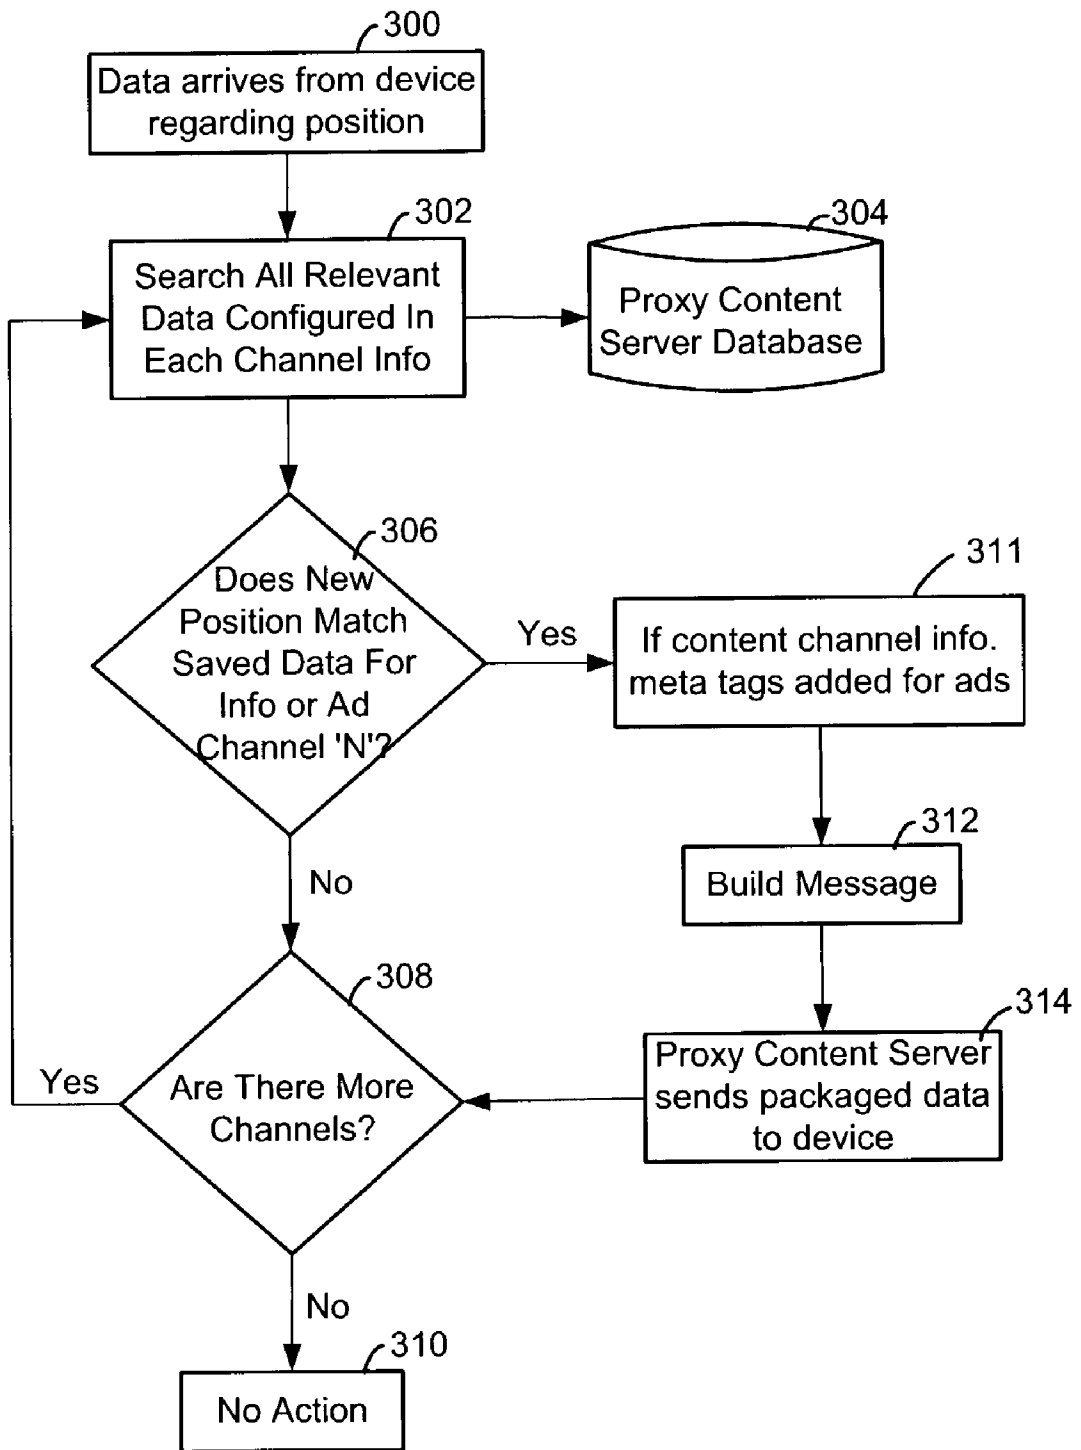 300
Data arrives from device
regarding position
302
Search All Relevant
Data Configured In
Each Channel Info
304
Proxy Content
Server Database
306
Does New
Position Match
Saved Data For
Info or Ad
Channel 'N'?
Yes
311
If content channel info.
meta tags added for ads
312
Build Message
No
308
Are There More
Channels?
Yes
314
Proxy Content Server
sends packaged data
to device
No
310
No Action